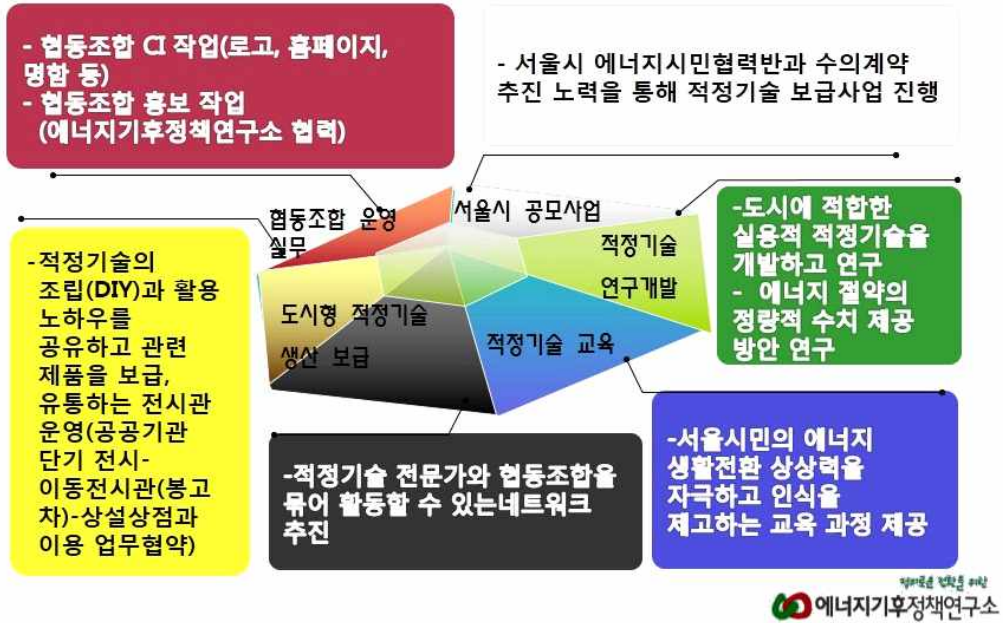 - 협동조합 CI 작업(로고, 홈페이지,
명함 등)
- 협동조합 홍보 작업
(에너지기후정책연구소 협력)
- 서울시 에너지시민협력반과 수의계약
추진 노력을 통해 적정기술 보급사업 진행
협동조합 운영
실무
서울시 공모사업
적정기술
연구개발
도시형 적정기술
생산 보급
적정기술 교육
-적정기술의
조립(DIY)과 활용
노하우를
공유하고 관련
제품을 보급,
유통하는 전시관
운영(공공기관
단기 전시-
이동전시관(봉고
차)-상설상점과
이용 업무협약)
-도시에 적합한
실용적 적정기술을
개발하고 연구
- 에너지 절약의
정량적 수치 제공
방안 연구
-적정기술 전문가와 협동조합을
묶어 활동할 수 있는네트워크
추진
-서울시민의 에너지
생활전환 상상력을
자극하고 인식을
제고하는 교육 과정 제공
정의로운 전환을 위한
에너지기후정책연구소